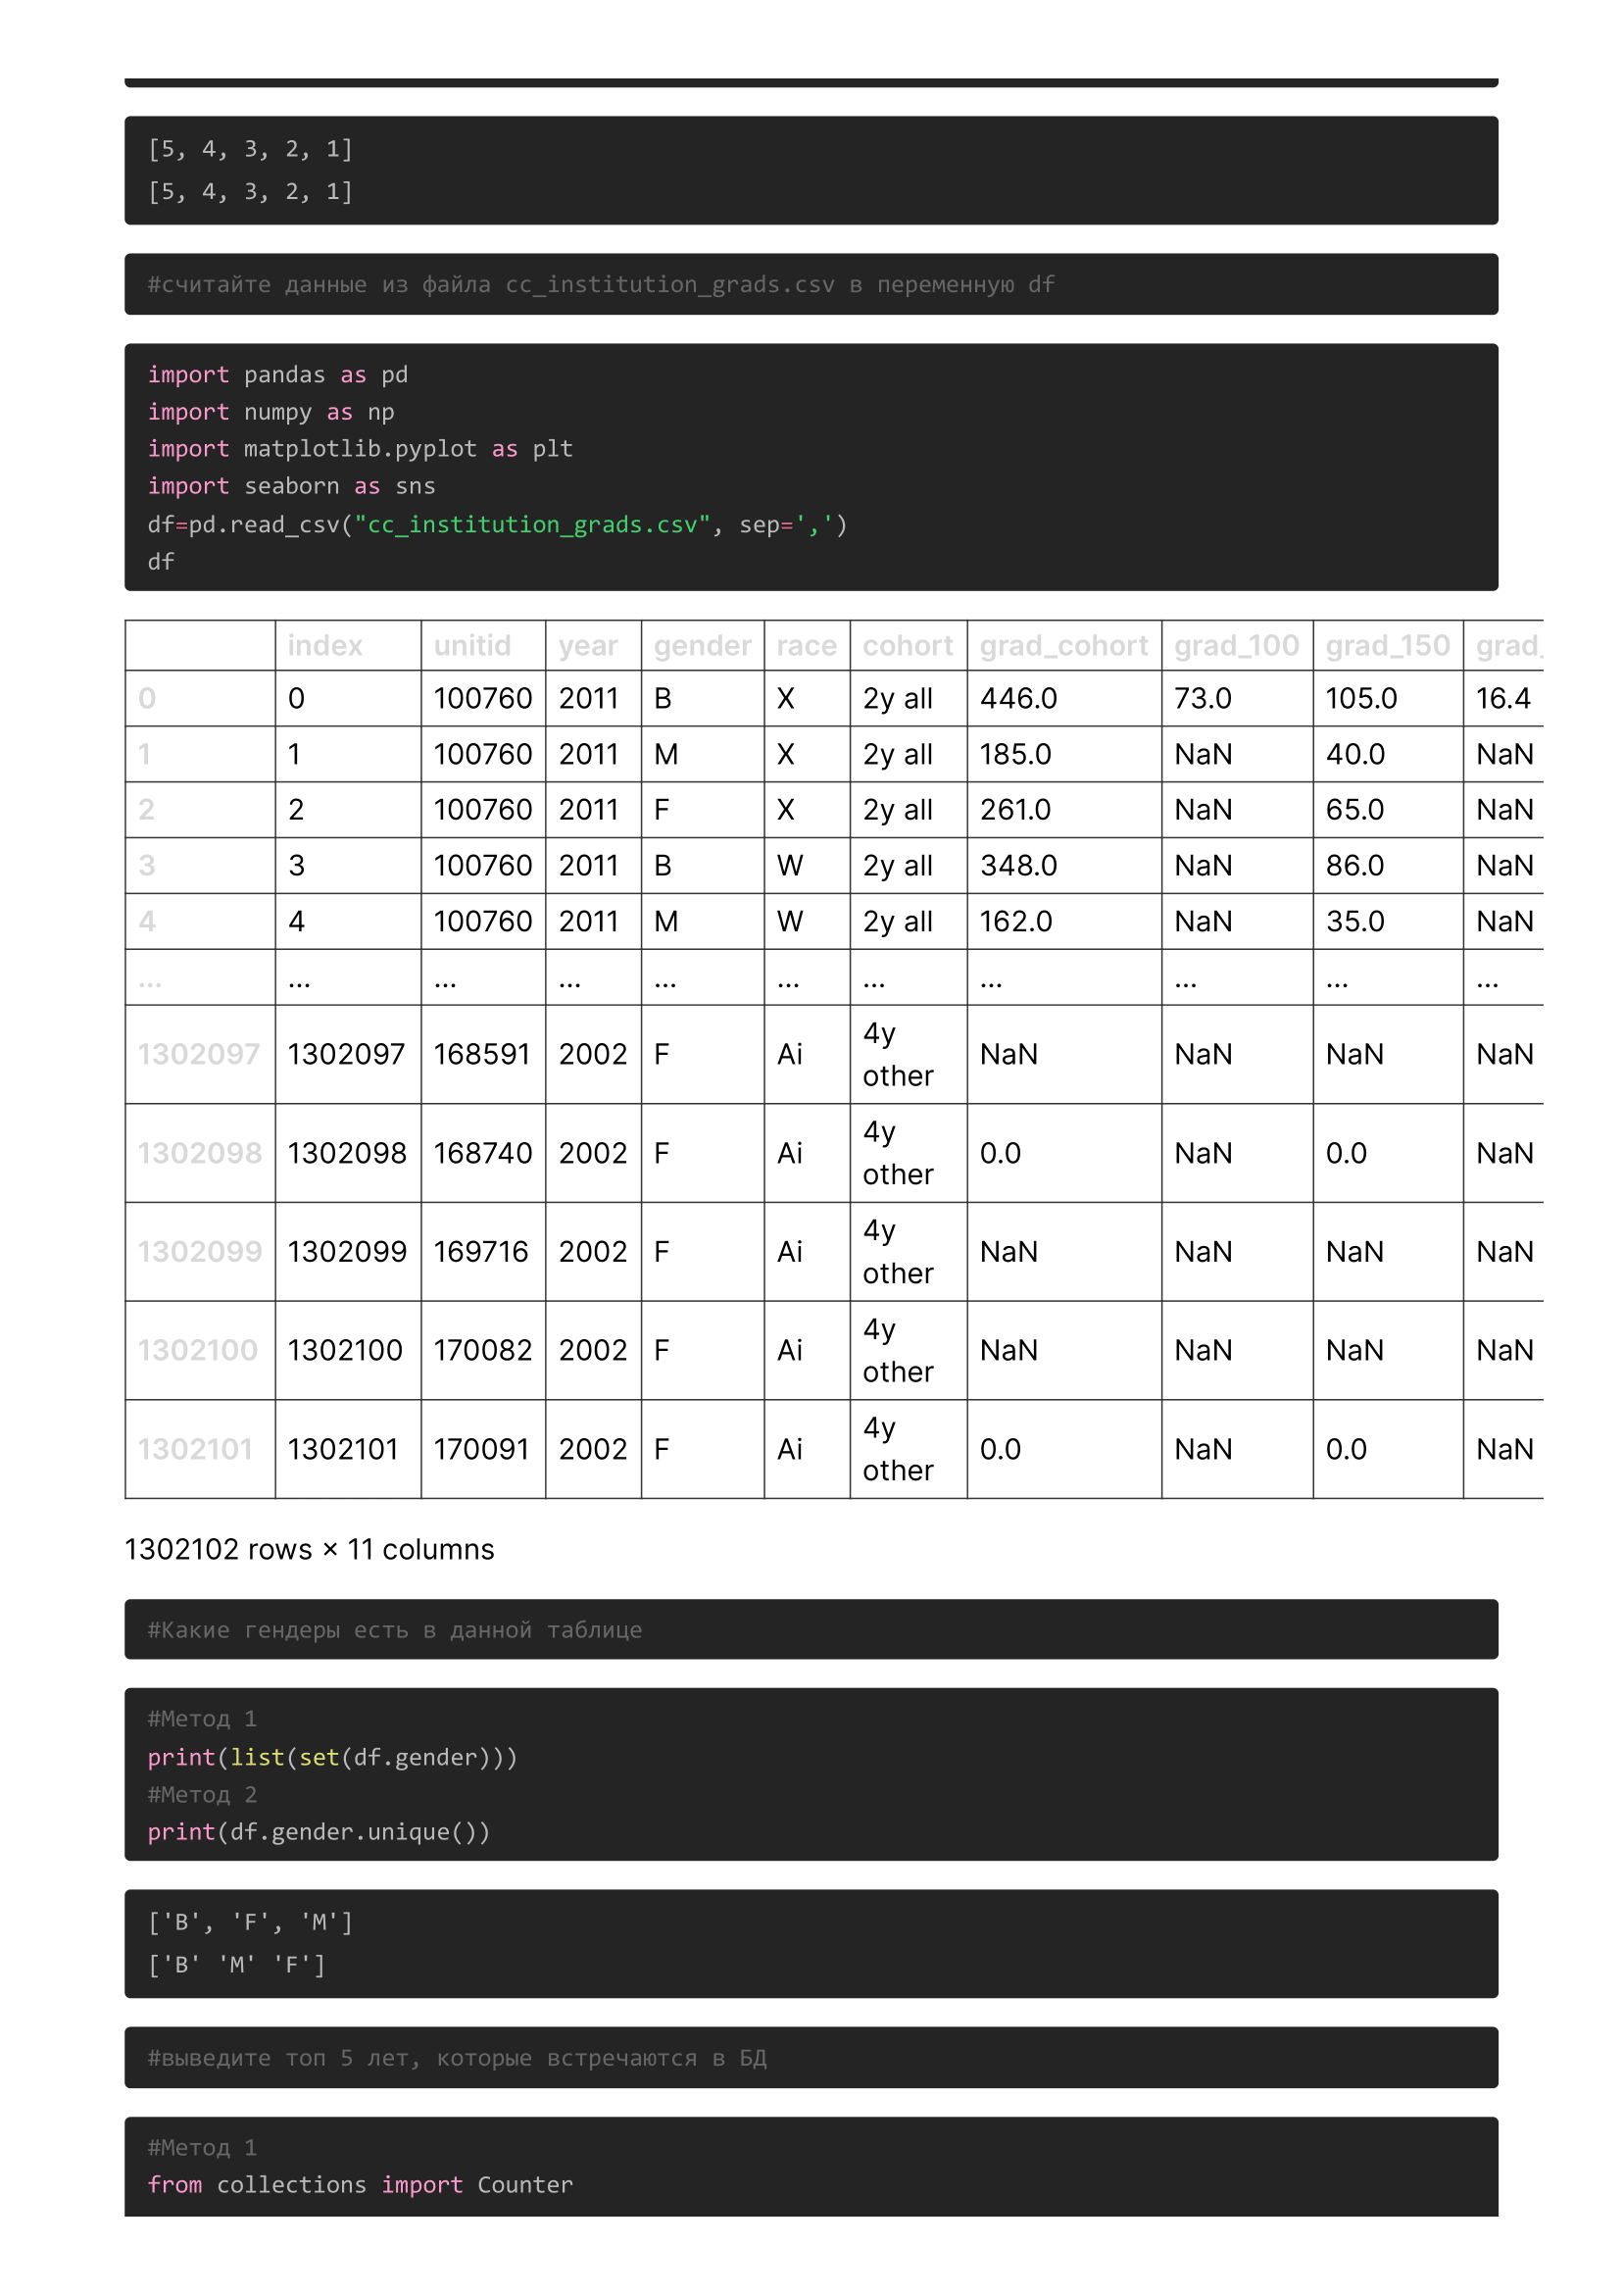 [5, 4, 3, 2, 1]
[5, 4, 3, 2, 1]
#считайте данные из файла cc_institution_grads.csv в переменную df
import pandas as pd
import numpy as np
import matplotlib.pyplot as plt
import seaborn as sns
df=pd.read_csv("cc_institution_grads.csv", sep=',')
df
index unitid year gender race cohort grad_cohort grad_100 grad_150 grad_
0 0 100760 2011 B X 2y all 446.0 73.0 105.0 16.4
1 1 100760 2011 M X 2y all 185.0 NaN 40.0 NaN
2 2 100760 2011 F X 2y all 261.0 NaN 65.0 NaN
3 3 100760 2011 B W 2y all 348.0 NaN 86.0 NaN
4 4 100760 2011 M W 2y all 162.0 NaN 35.0 NaN
... ... ... ... ... ... ... ... ... ... ...
1302097 1302097 168591 2002 F Ai 4y other NaN NaN NaN NaN
1302098 1302098 168740 2002 F Ai 4y other 0.0 NaN 0.0 NaN
1302099 1302099 169716 2002 F Ai 4y other NaN NaN NaN NaN
1302100 1302100 170082 2002 F Ai 4y other NaN NaN NaN NaN
1302101 1302101 170091 2002 F Ai 4y other 0.0 NaN 0.0 NaN
1302102 rows × 11 columns
#Какие гендеры есть в данной таблице
#Метод 1
print(list(set(df.gender)))
#Метод 2
print(df.gender.unique())
['B', 'F', 'M']
['B' 'M' 'F']
#выведите топ 5 лет, которые встречаются в БД
#Метод 1
from collections import Counter